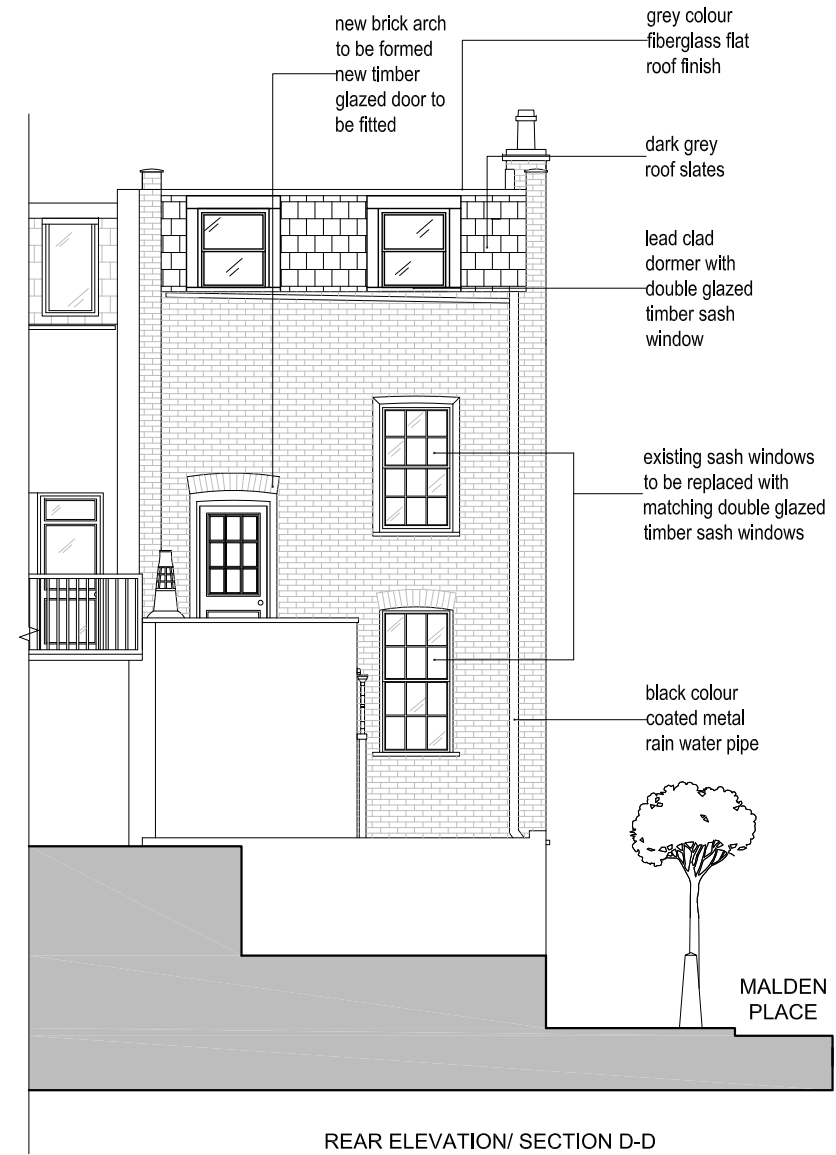 new brick arch
to be formed
new timber
glazed door to
be fitted
grey colour
fiberglass flat
roof finish
dark grey
roof slates
lead clad
dormer with
double glazed
timber sash
window
existing sash windows
to be replaced with
matching double glazed
timber sash windows
black colour
coated metal
rain water pipe
MALDEN
PLACE
REAR ELEVATION/ SECTION D-D